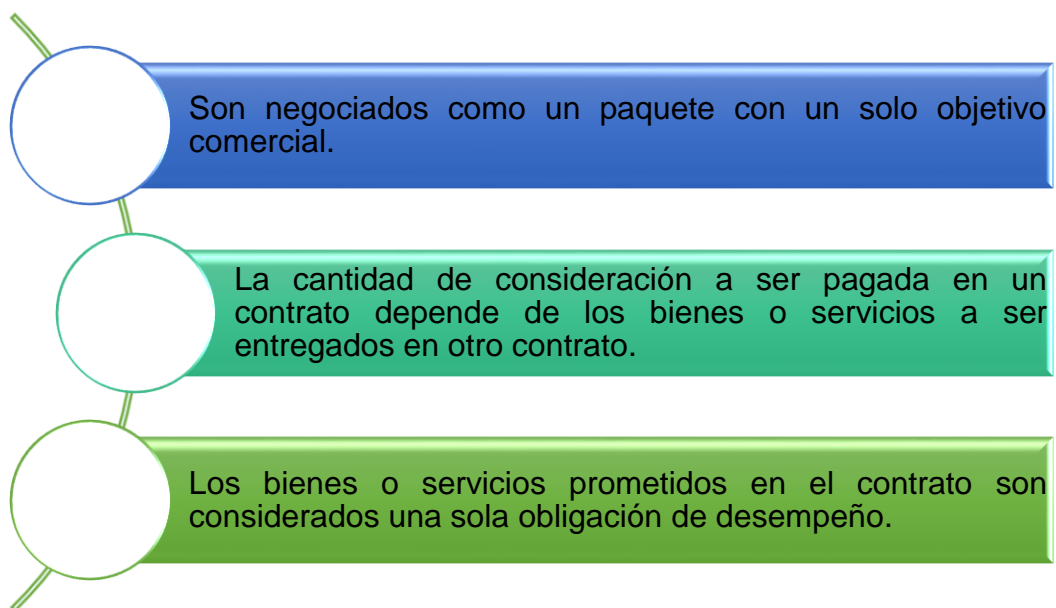 Son negociados como un paquete con un solo objetivo
comercial.
La cantidad de consideración a ser pagada en un
contrato depende de los bienes o servicios a ser
entregados en otro contrato.
Los bienes o servicios prometidos en el contrato son
considerados una sola obligación de desempeño.